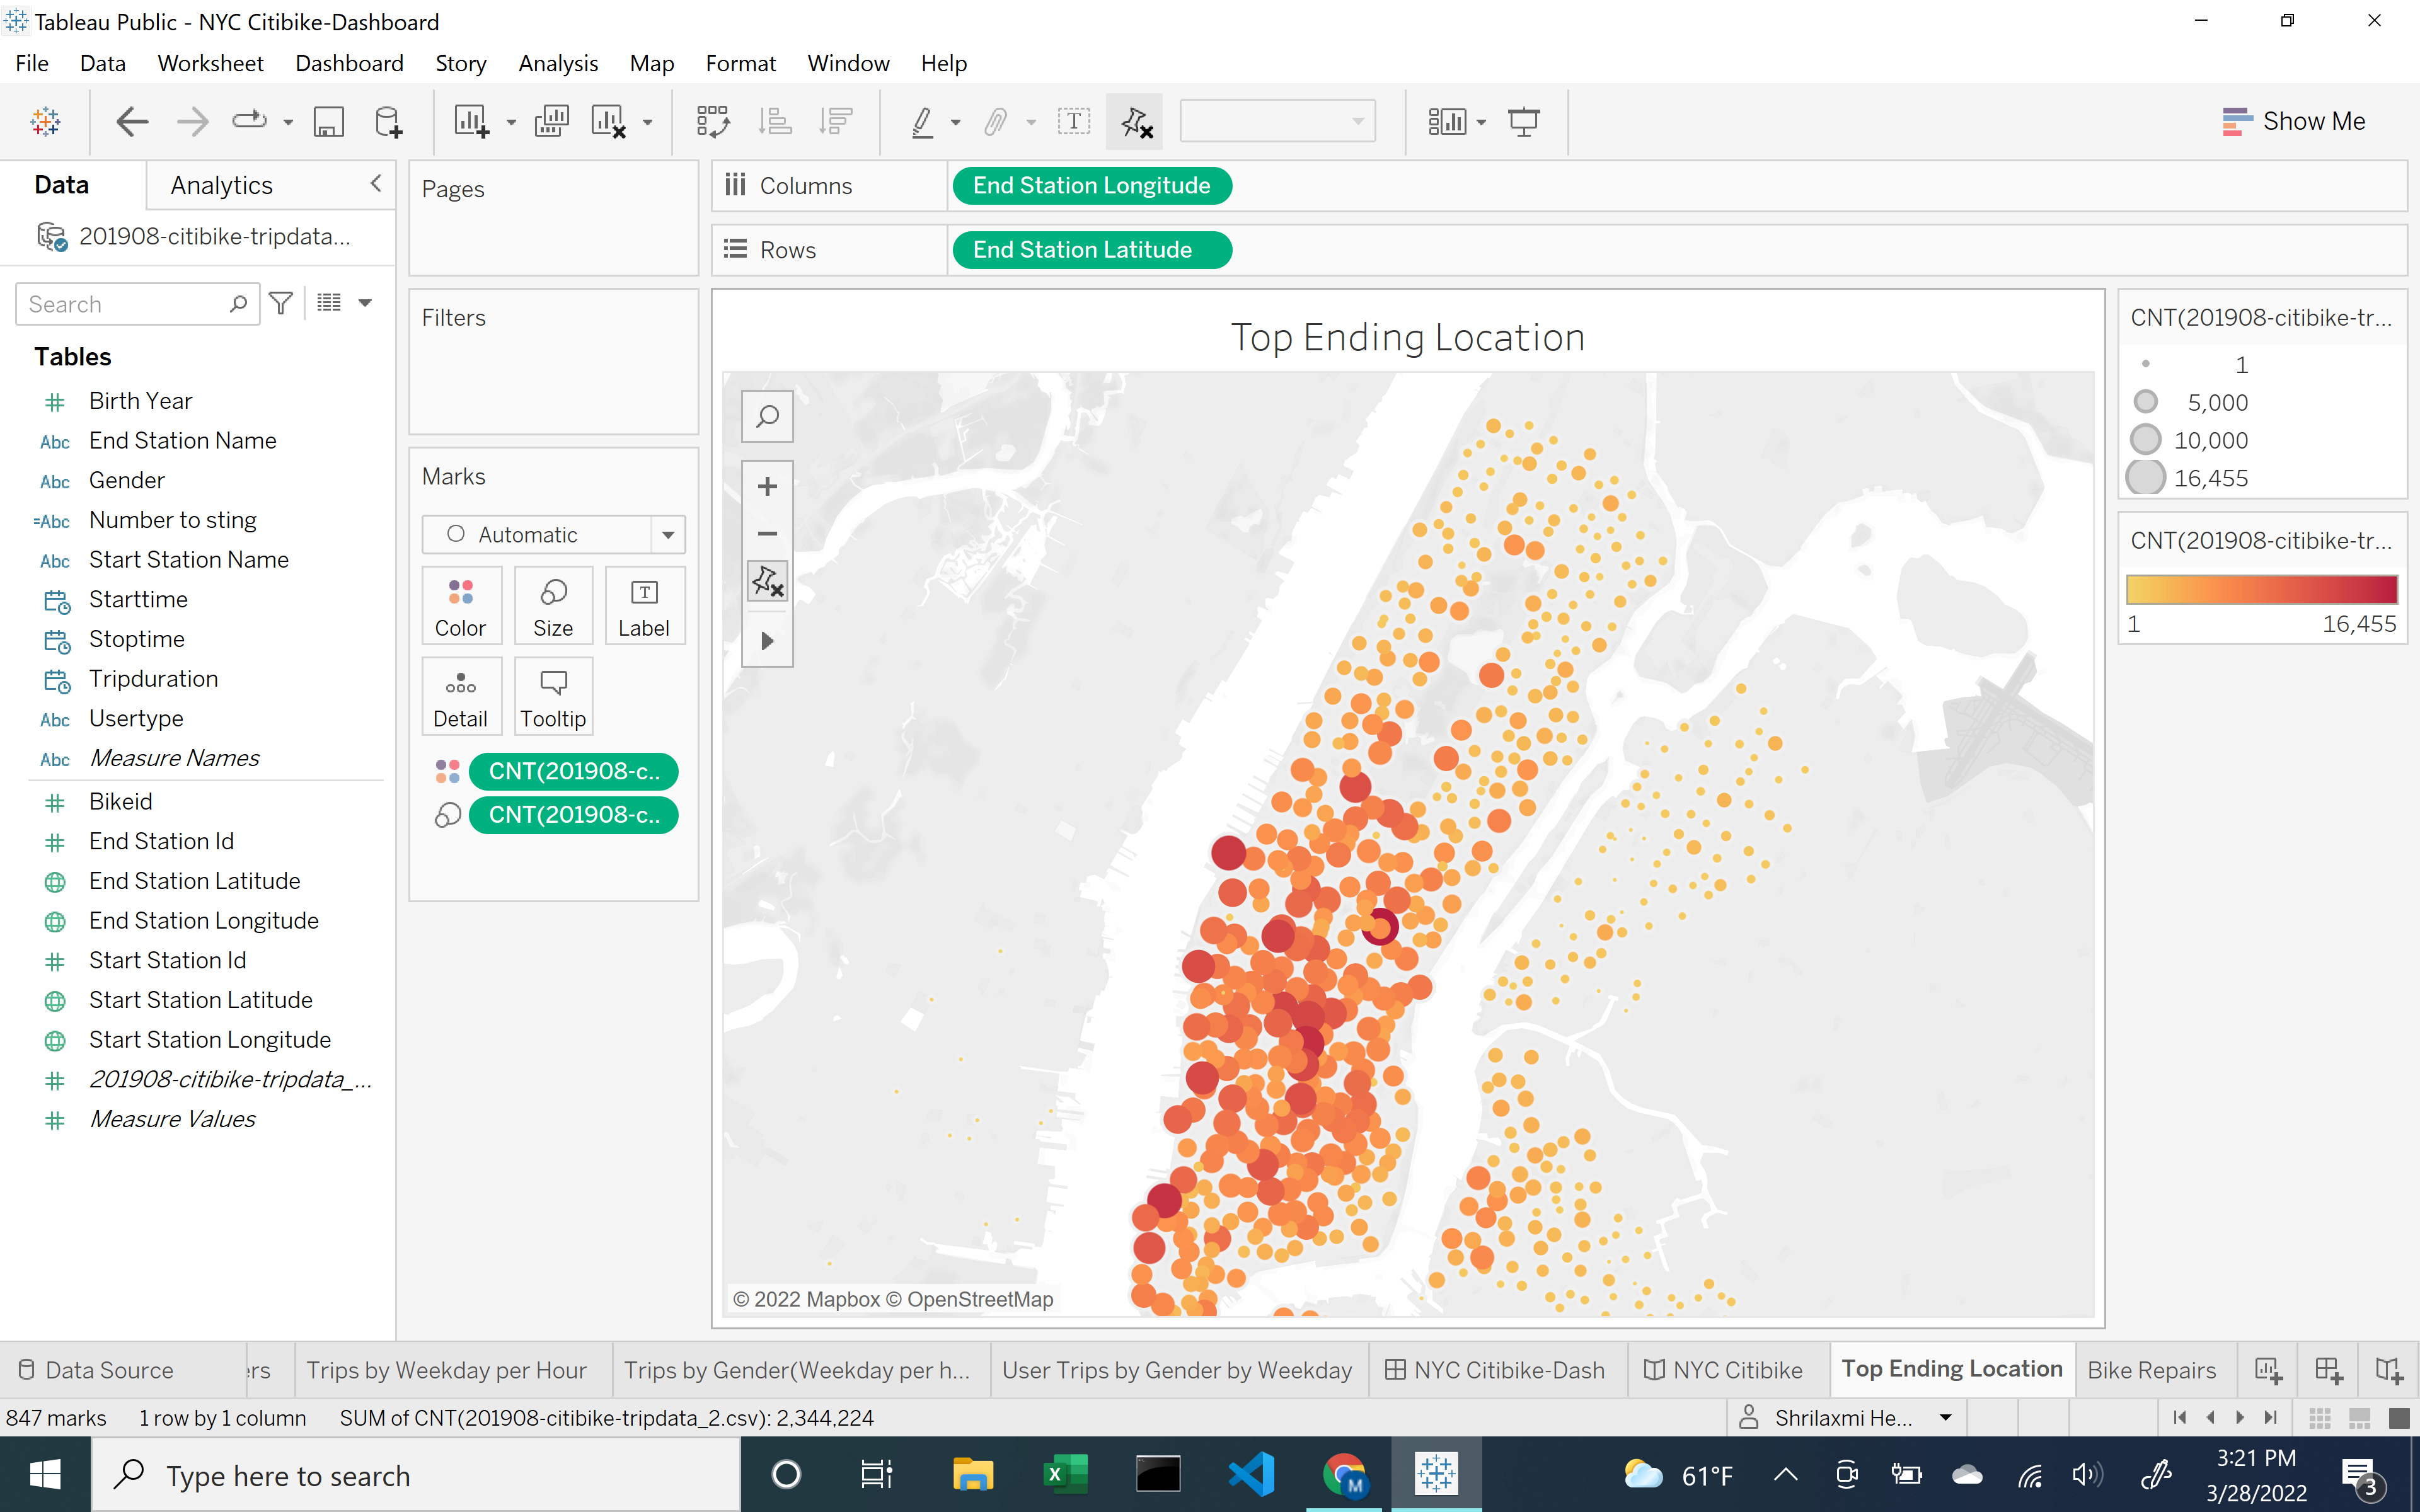 Tableau Public - NYC Citibike-Dashboard
File Data Worksheet Dashboard Story Analysis Map Format Window Help
Show Me
Data Analytics
201908-citibike-tripdata...
Search
Tables
Birth Year
Abc End Station Name
Abc Gender
=Abc Number to sting
Abc Start Station Name
Starttime
Stoptime
Tripduration
Abc Usertype
Abc Measure Names
Bikeid
End Station Id
End Station Latitude
End Station Longitude
Start Station Id
Start Station Latitude
Start Station Longitude
201908-citibike-tripdata_...
Measure Values
Pages
Filters
Marks
Automatic
Color Size Label
Detail Tooltip
CNT(201908-c..
CNT(201908-c..
Columns End Station Longitude
Rows End Station Latitude
Top Ending Location
© 2022 Mapbox © OpenStreetMap
CNT(201908-citibike-tr...
1
5,000
10,000
16,455
CNT(201908-citibike-tr...
1 16,455
Data Source ers Trips by Weekday per Hour Trips by Gender(Weekday per h... User Trips by Gender by Weekday NYC Citibike-Dash NYC Citibike Top Ending Location Bike Repairs
847 marks 1 row by 1 column SUM of CNT(201908-citibike-tripdata_2.csv): 2,344,224 Shrilaxmi He...
Type here to search
61°F
3:21 PM
3/28/2022
3